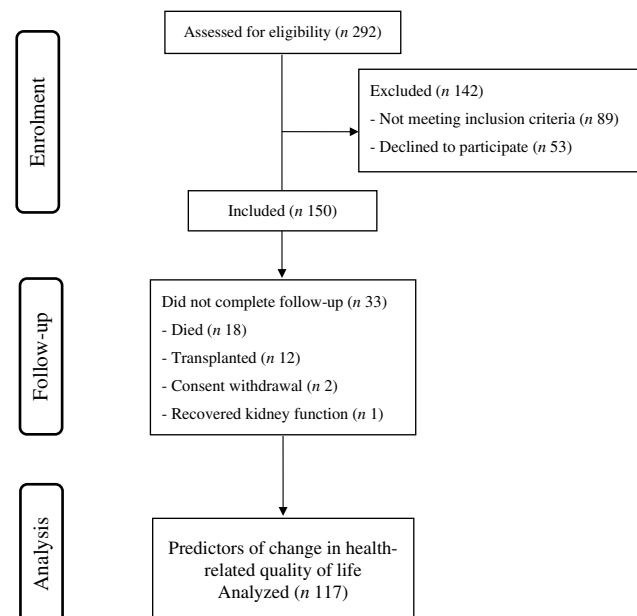 Enrolment
Assessed for eligibility (n 292)
Excluded (n 142)
- Not meeting inclusion criteria (n 89)
- Declined to participate (n 53)
Included (n 150)
Follow-up
Did not complete follow-up (n 33)
- Died (n 18)
- Transplanted (n 12)
- Consent withdrawal (n 2)
- Recovered kidney function (n 1)
Analysis
Predictors of change in health-
related quality of life
Analyzed (n 117)